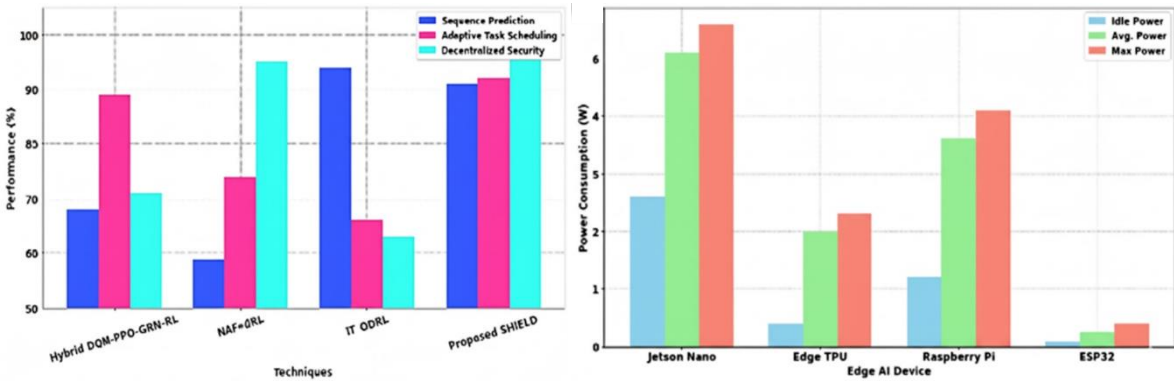 Sequence Prediction
Adaptive Task Scheduling
Decentralized Security
Performance (%)
100
90
85
70
60
50
Hybrid DQM-PPO-GRN-RL
NAF=dRL
IT ODRL
Proposed SHIELD
Techniques
Idle Power
Avg. Power
Max Power
Power Consumption (W)
6
4
5
2
1
0
Jetson Nano
Edge TPU
Raspberry Pi
ESP32
Edge AI Device